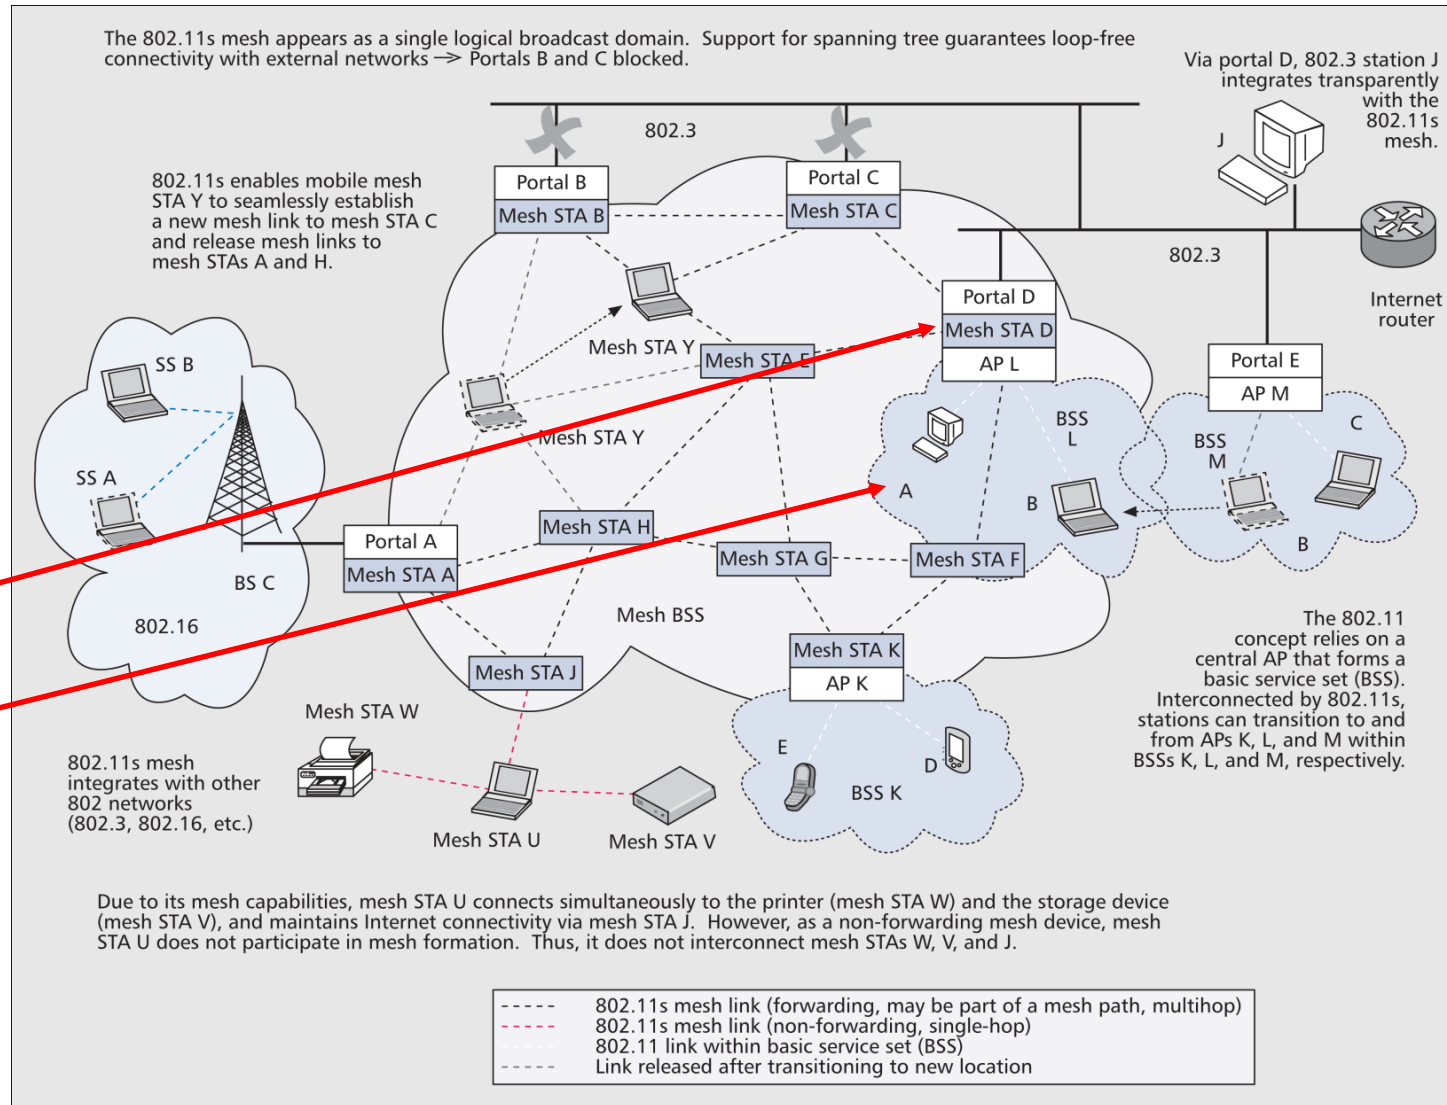 The 802.11s mesh appears as a single logical broadcast domain.  Support for spanning tree guarantees loop-free
connectivity with external networks → Portals B and C blocked.
Via portal D, 802.3 station J
integrates transparently
with the
802.11s
mesh.
J
802.3
802.11s enables mobile mesh
STA Y to seamlessly establish
a new mesh link to mesh STA C
and release mesh links to
mesh STAs A and H.
Portal B
Mesh STA B
Portal C
Mesh STA C
802.3
Internet
router
Portal D
Mesh STA D
AP L
Mesh STA Y
Mesh STA E
Portal E
AP M
SS B
SS A
BS C
802.16
Mesh STA Y
BSS
L
A
B
BSS
M
C
B
Portal A
Mesh STA A
Mesh STA H
Mesh STA G
Mesh STA F
Mesh BSS
Mesh STA J
Mesh STA K
AP K
E
D
BSS K
The 802.11
concept relies on a
central AP that forms a
basic service set (BSS).
Interconnected by 802.11s,
stations can transition to and
from APs K, L, and M within
BSSs K, L, and M, respectively.
Mesh STA W
802.11s mesh
integrates with other
802 networks
(802.3, 802.16, etc.)
Mesh STA U
Mesh STA V
Due to its mesh capabilities, mesh STA U connects simultaneously to the printer (mesh STA W) and the storage device
(mesh STA V), and maintains Internet connectivity via mesh STA J.  However, as a non-forwarding mesh device, mesh
STA U does not participate in mesh formation.  Thus, it does not interconnect mesh STAs W, V, and J.
802.11s mesh link (forwarding, may be part of a mesh path, multihop)
802.11s mesh link (non-forwarding, single-hop)
802.11 link within basic service set (BSS)
Link released after transitioning to new location